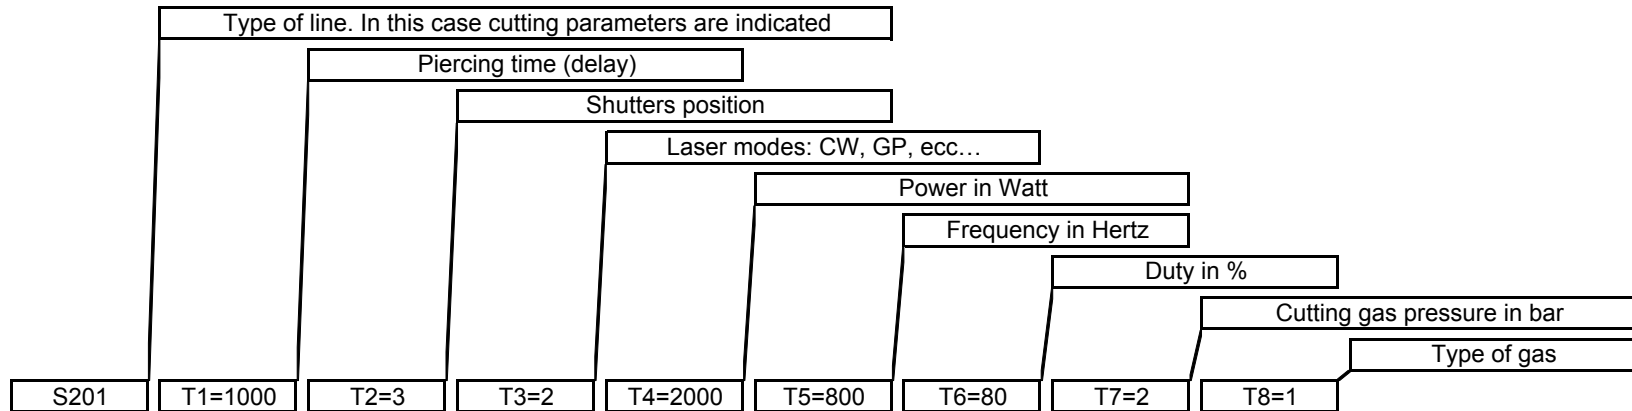 Type of line. In this case cutting parameters are indicated
Piercing time (delay)
Shutters position
Laser modes: CW, GP, ecc…
Power in Watt
Frequency in Hertz
Duty in %
Cutting gas pressure in bar
Type of gas
S201 T1=1000 T2=3 T3=2 T4=2000 T5=800 T6=80 T7=2 T8=1